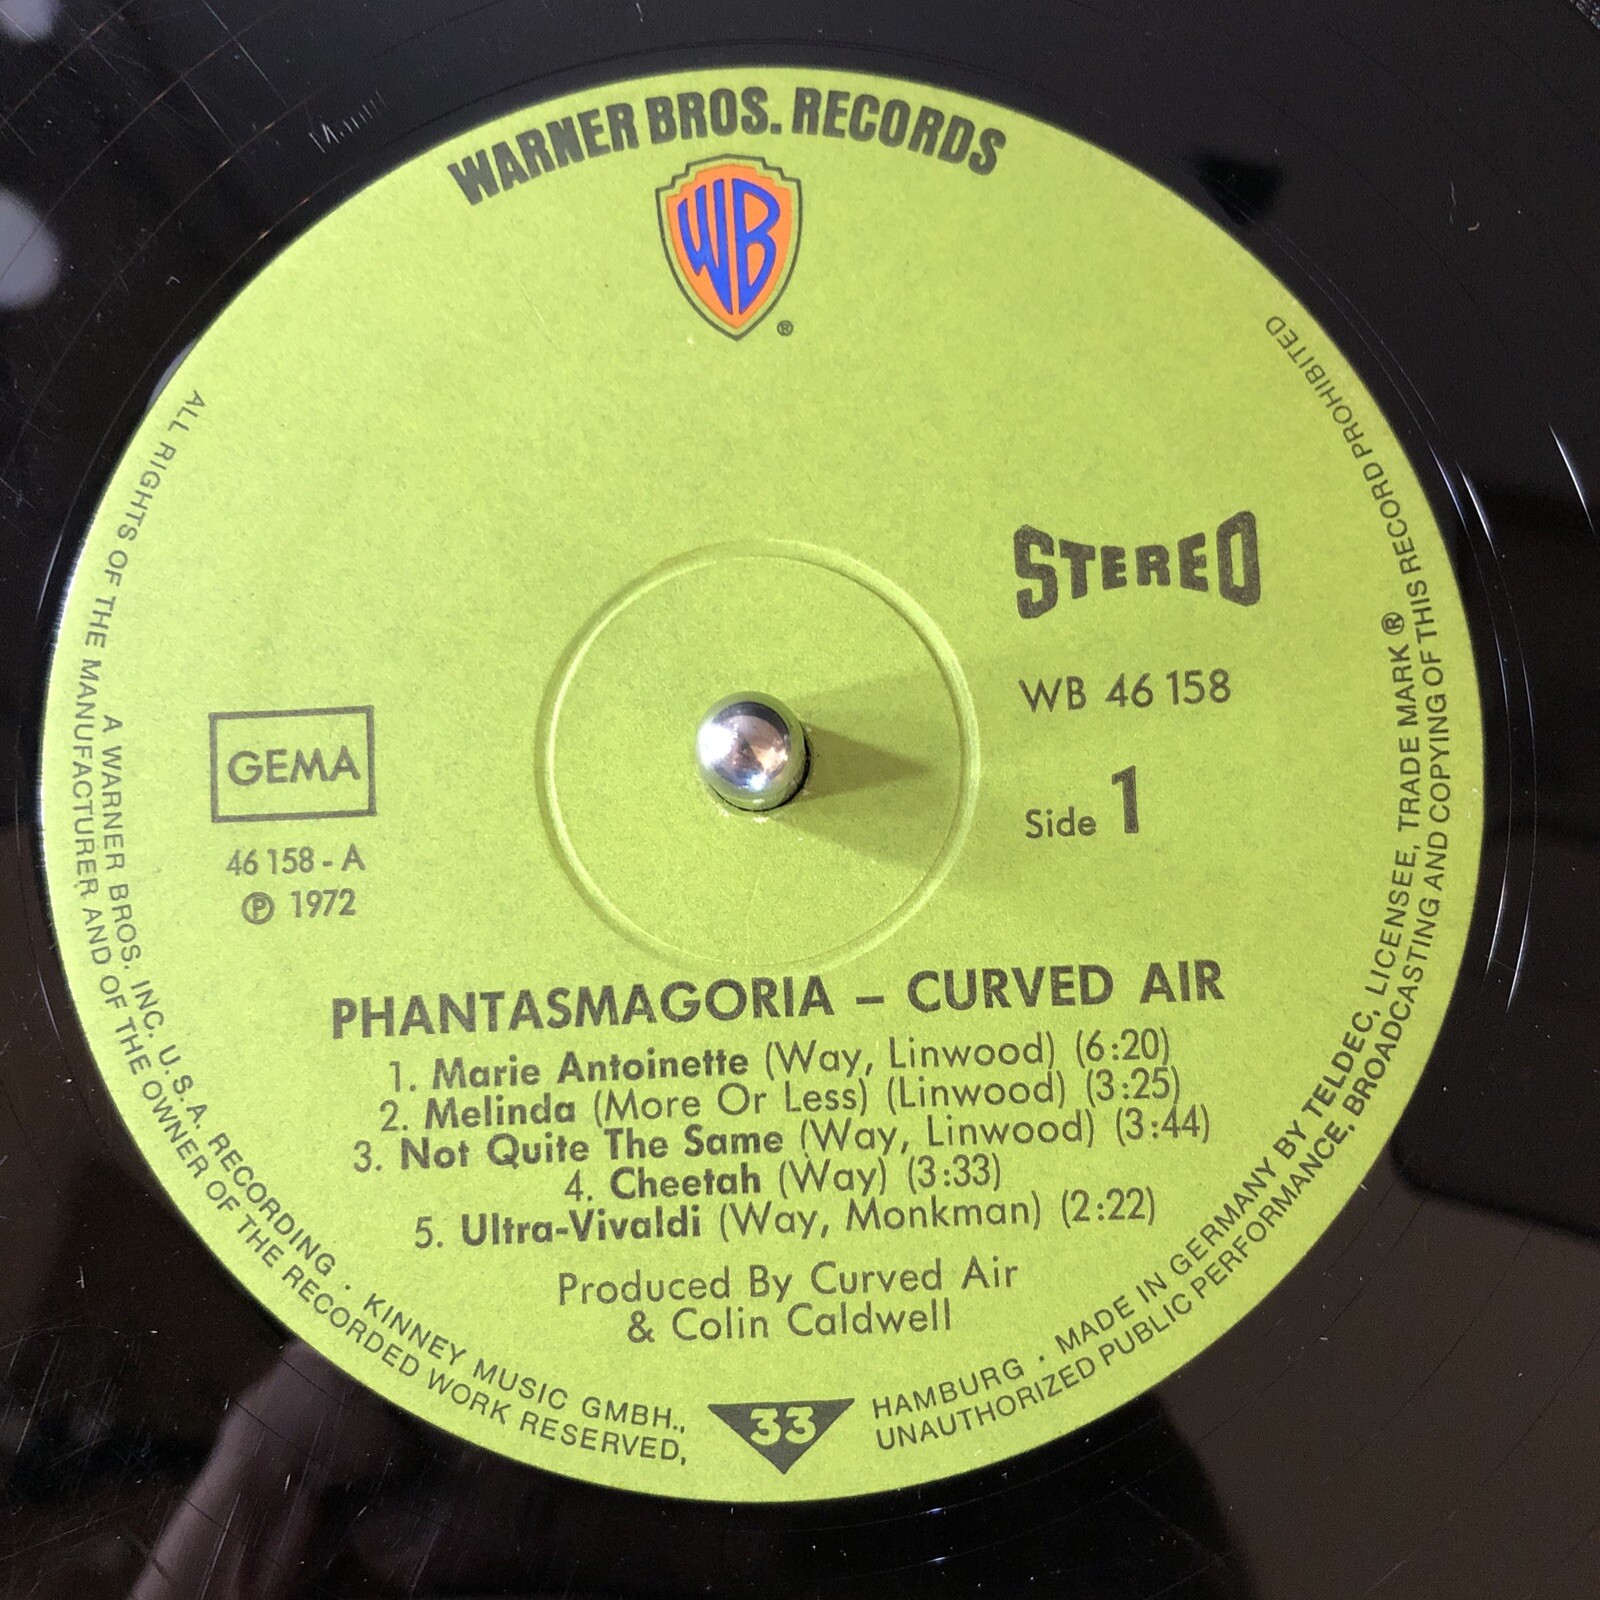 WARNER BROS. RECORDS
WB
®
STEREO
WB 46 158
Side 1
GEMA
46 158 - A
℗ 1972
PHANTASMAGORIA – CURVED AIR
1. Marie Antoinette (Way, Linwood) (6:20)
2. Melinda (More Or Less) (Linwood) (3:25)
3. Not Quite The Same (Way, Linwood) (3:44)
4. Cheetah (Way) (3:33)
5. Ultra-Vivaldi (Way, Monkman) (2:22)
Produced By Curved Air
& Colin Caldwell
33
A WARNER BROS. INC. U.S.A. RECORDING · KINNEY MUSIC GMBH., HAMBURG · MADE IN GERMANY BY TELDEC, LICENSEE, TRADE MARK ®
ALL RIGHTS OF THE MANUFACTURER AND OF THE OWNER OF THE RECORDED WORK RESERVED, UNAUTHORIZED PUBLIC PERFORMANCE, BROADCASTING AND COPYING OF THIS RECORD PROHIBITED